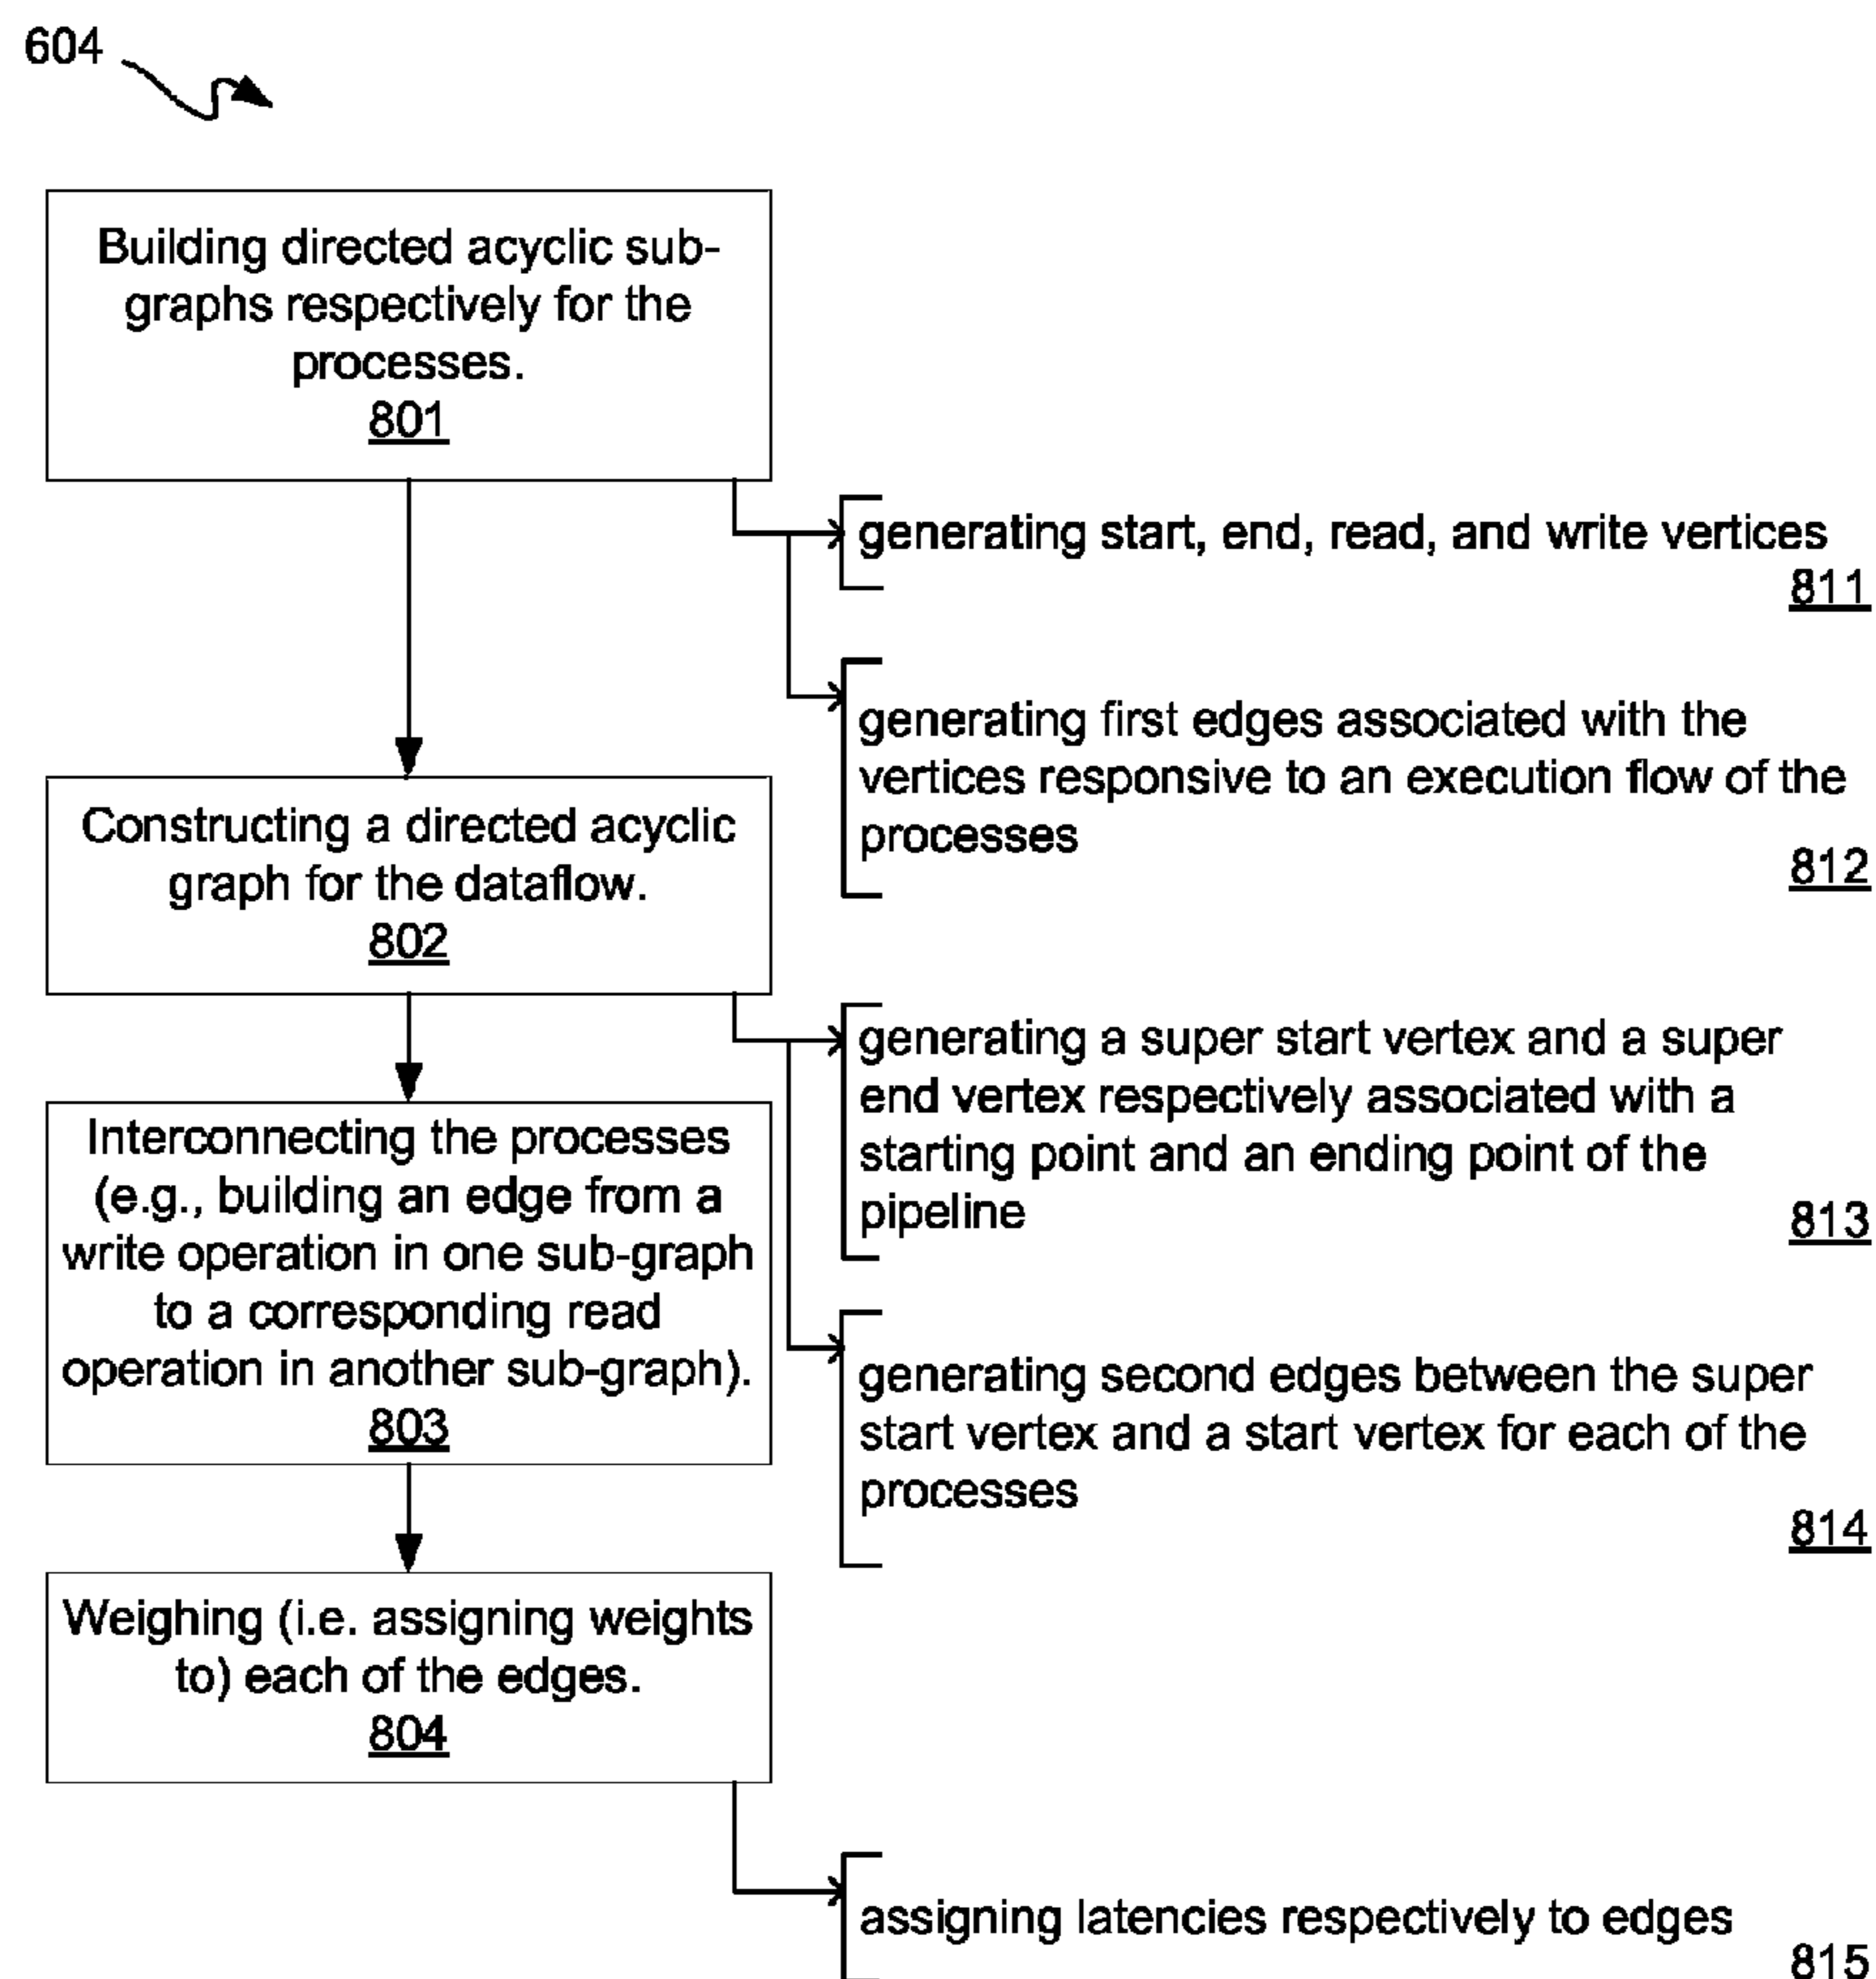 604
Building directed acyclic sub-
graphs respectively for the
processes.
801
generating start, end, read, and write vertices
811
generating first edges associated with the
vertices responsive to an execution flow of the
processes
812
Constructing a directed acyclic
graph for the dataflow.
802
generating a super start vertex and a super
end vertex respectively associated with a
starting point and an ending point of the
pipeline
813
Interconnecting the processes
(e.g., building an edge from a
write operation in one sub-graph
to a corresponding read
operation in another sub-graph).
803
generating second edges between the super
start vertex and a start vertex for each of the
processes
814
Weighing (i.e. assigning weights
to) each of the edges.
804
assigning latencies respectively to edges
815